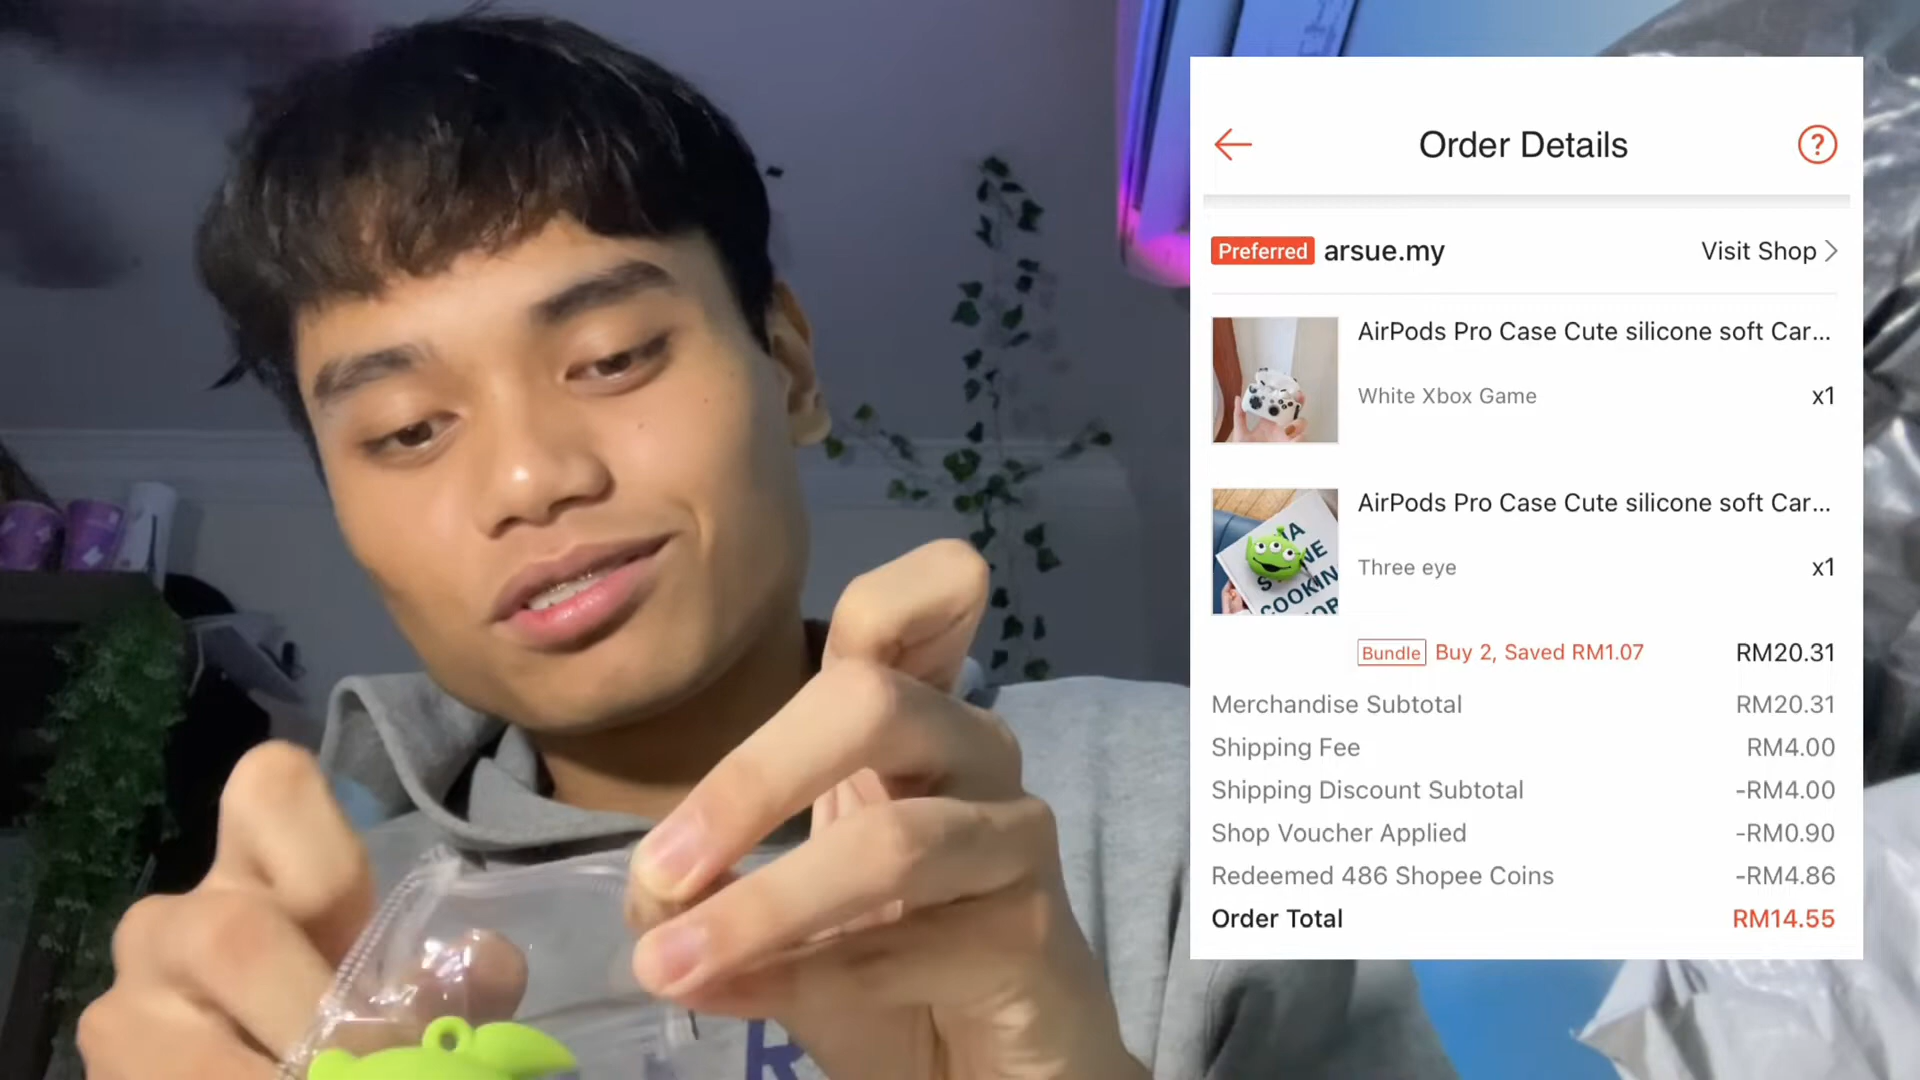 Order Details
?
Preferred arsue.my Visit Shop >
AirPods Pro Case Cute silicone soft Car...
White Xbox Game x1
AirPods Pro Case Cute silicone soft Car...
COOKIN
Three eye x1
Bundle Buy 2, Saved RM1.07 RM20.31
Merchandise Subtotal RM20.31
Shipping Fee RM4.00
Shipping Discount Subtotal -RM4.00
Shop Voucher Applied -RM0.90
Redeemed 486 Shopee Coins -RM4.86
Order Total RM14.55
R